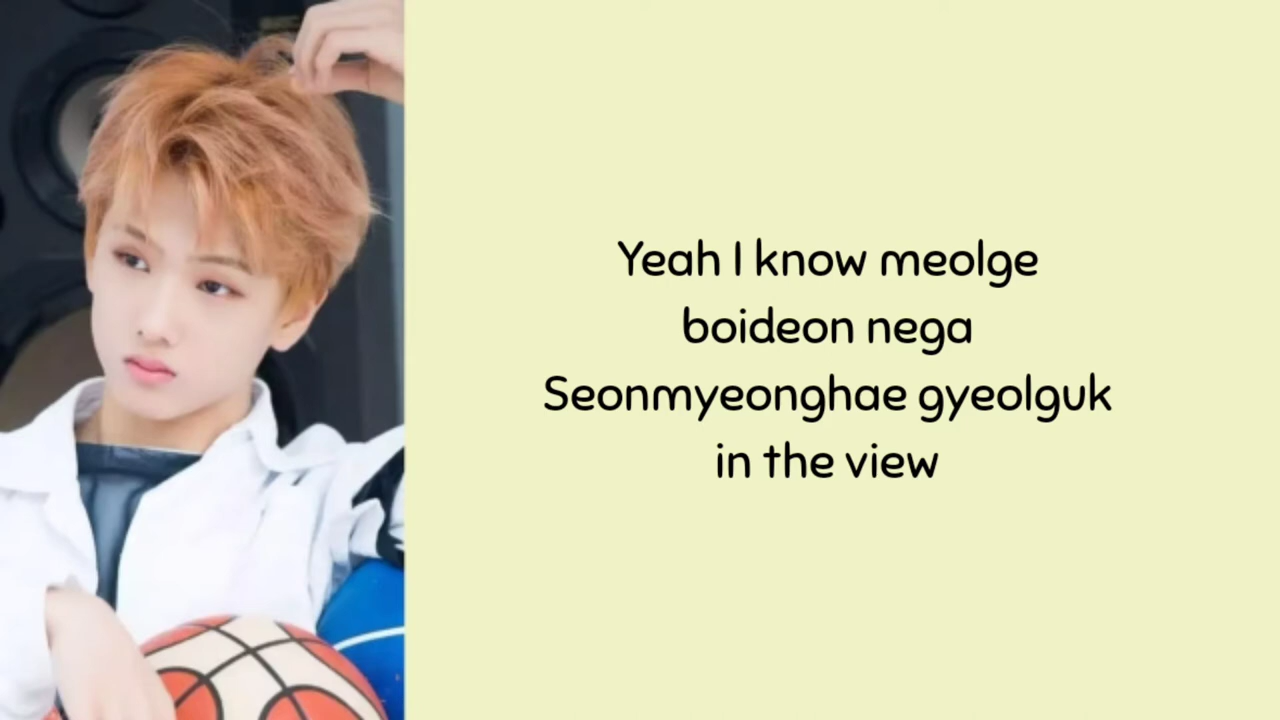 Yeah I know meolge
boideon nega
Seonmyeonghae gyeolguk
in the view